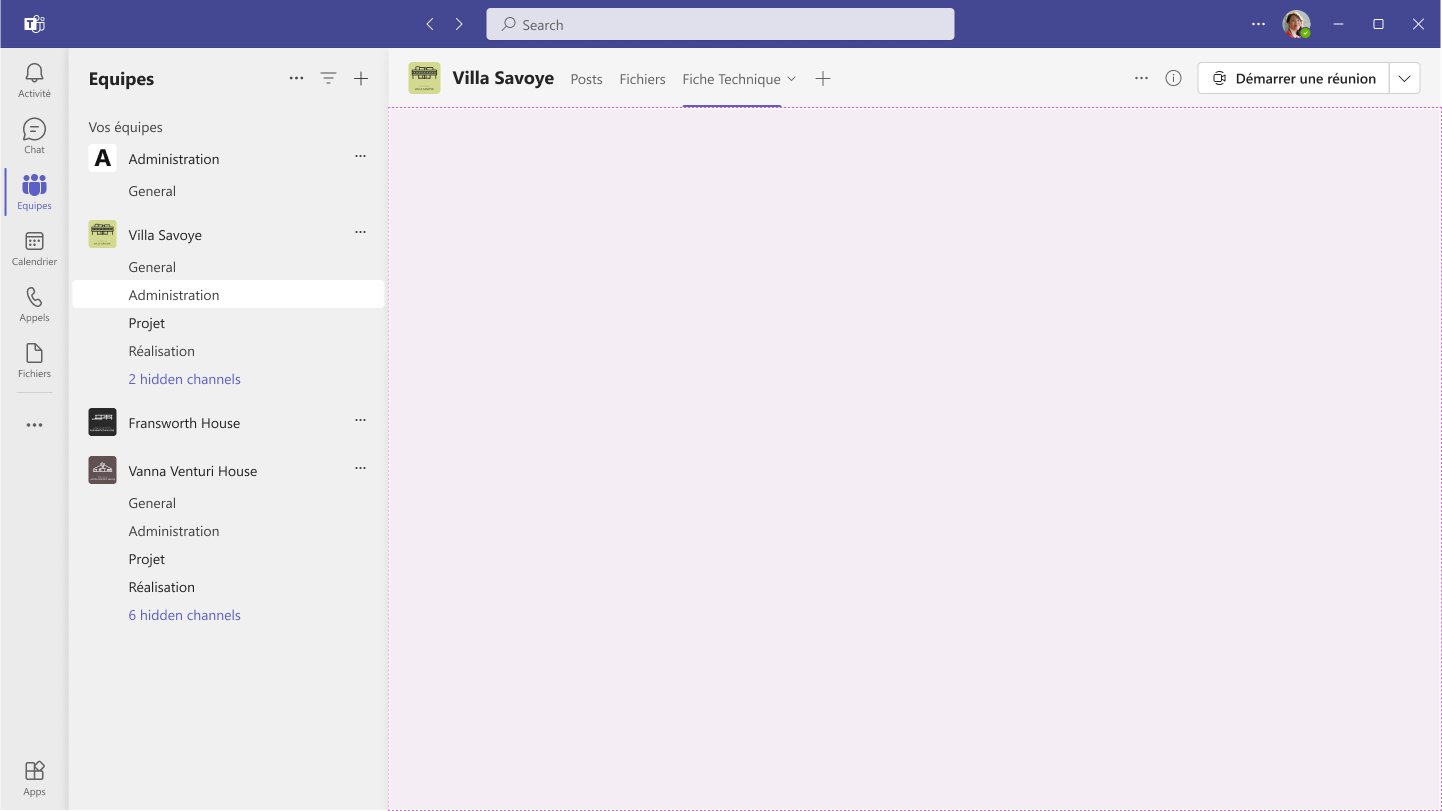 Search
Activité
Chat
Equipes
Calendrier
Appels
Fichiers
Apps
Equipes
Vos équipes
A
Administration
General
Villa Savoye
General
Administration
Projet
Réalisation
2 hidden channels
Fransworth House
Vanna Venturi House
General
Administration
Projet
Réalisation
6 hidden channels
Villa Savoye
Posts
Fichiers
Fiche Technique
Démarrer une réunion